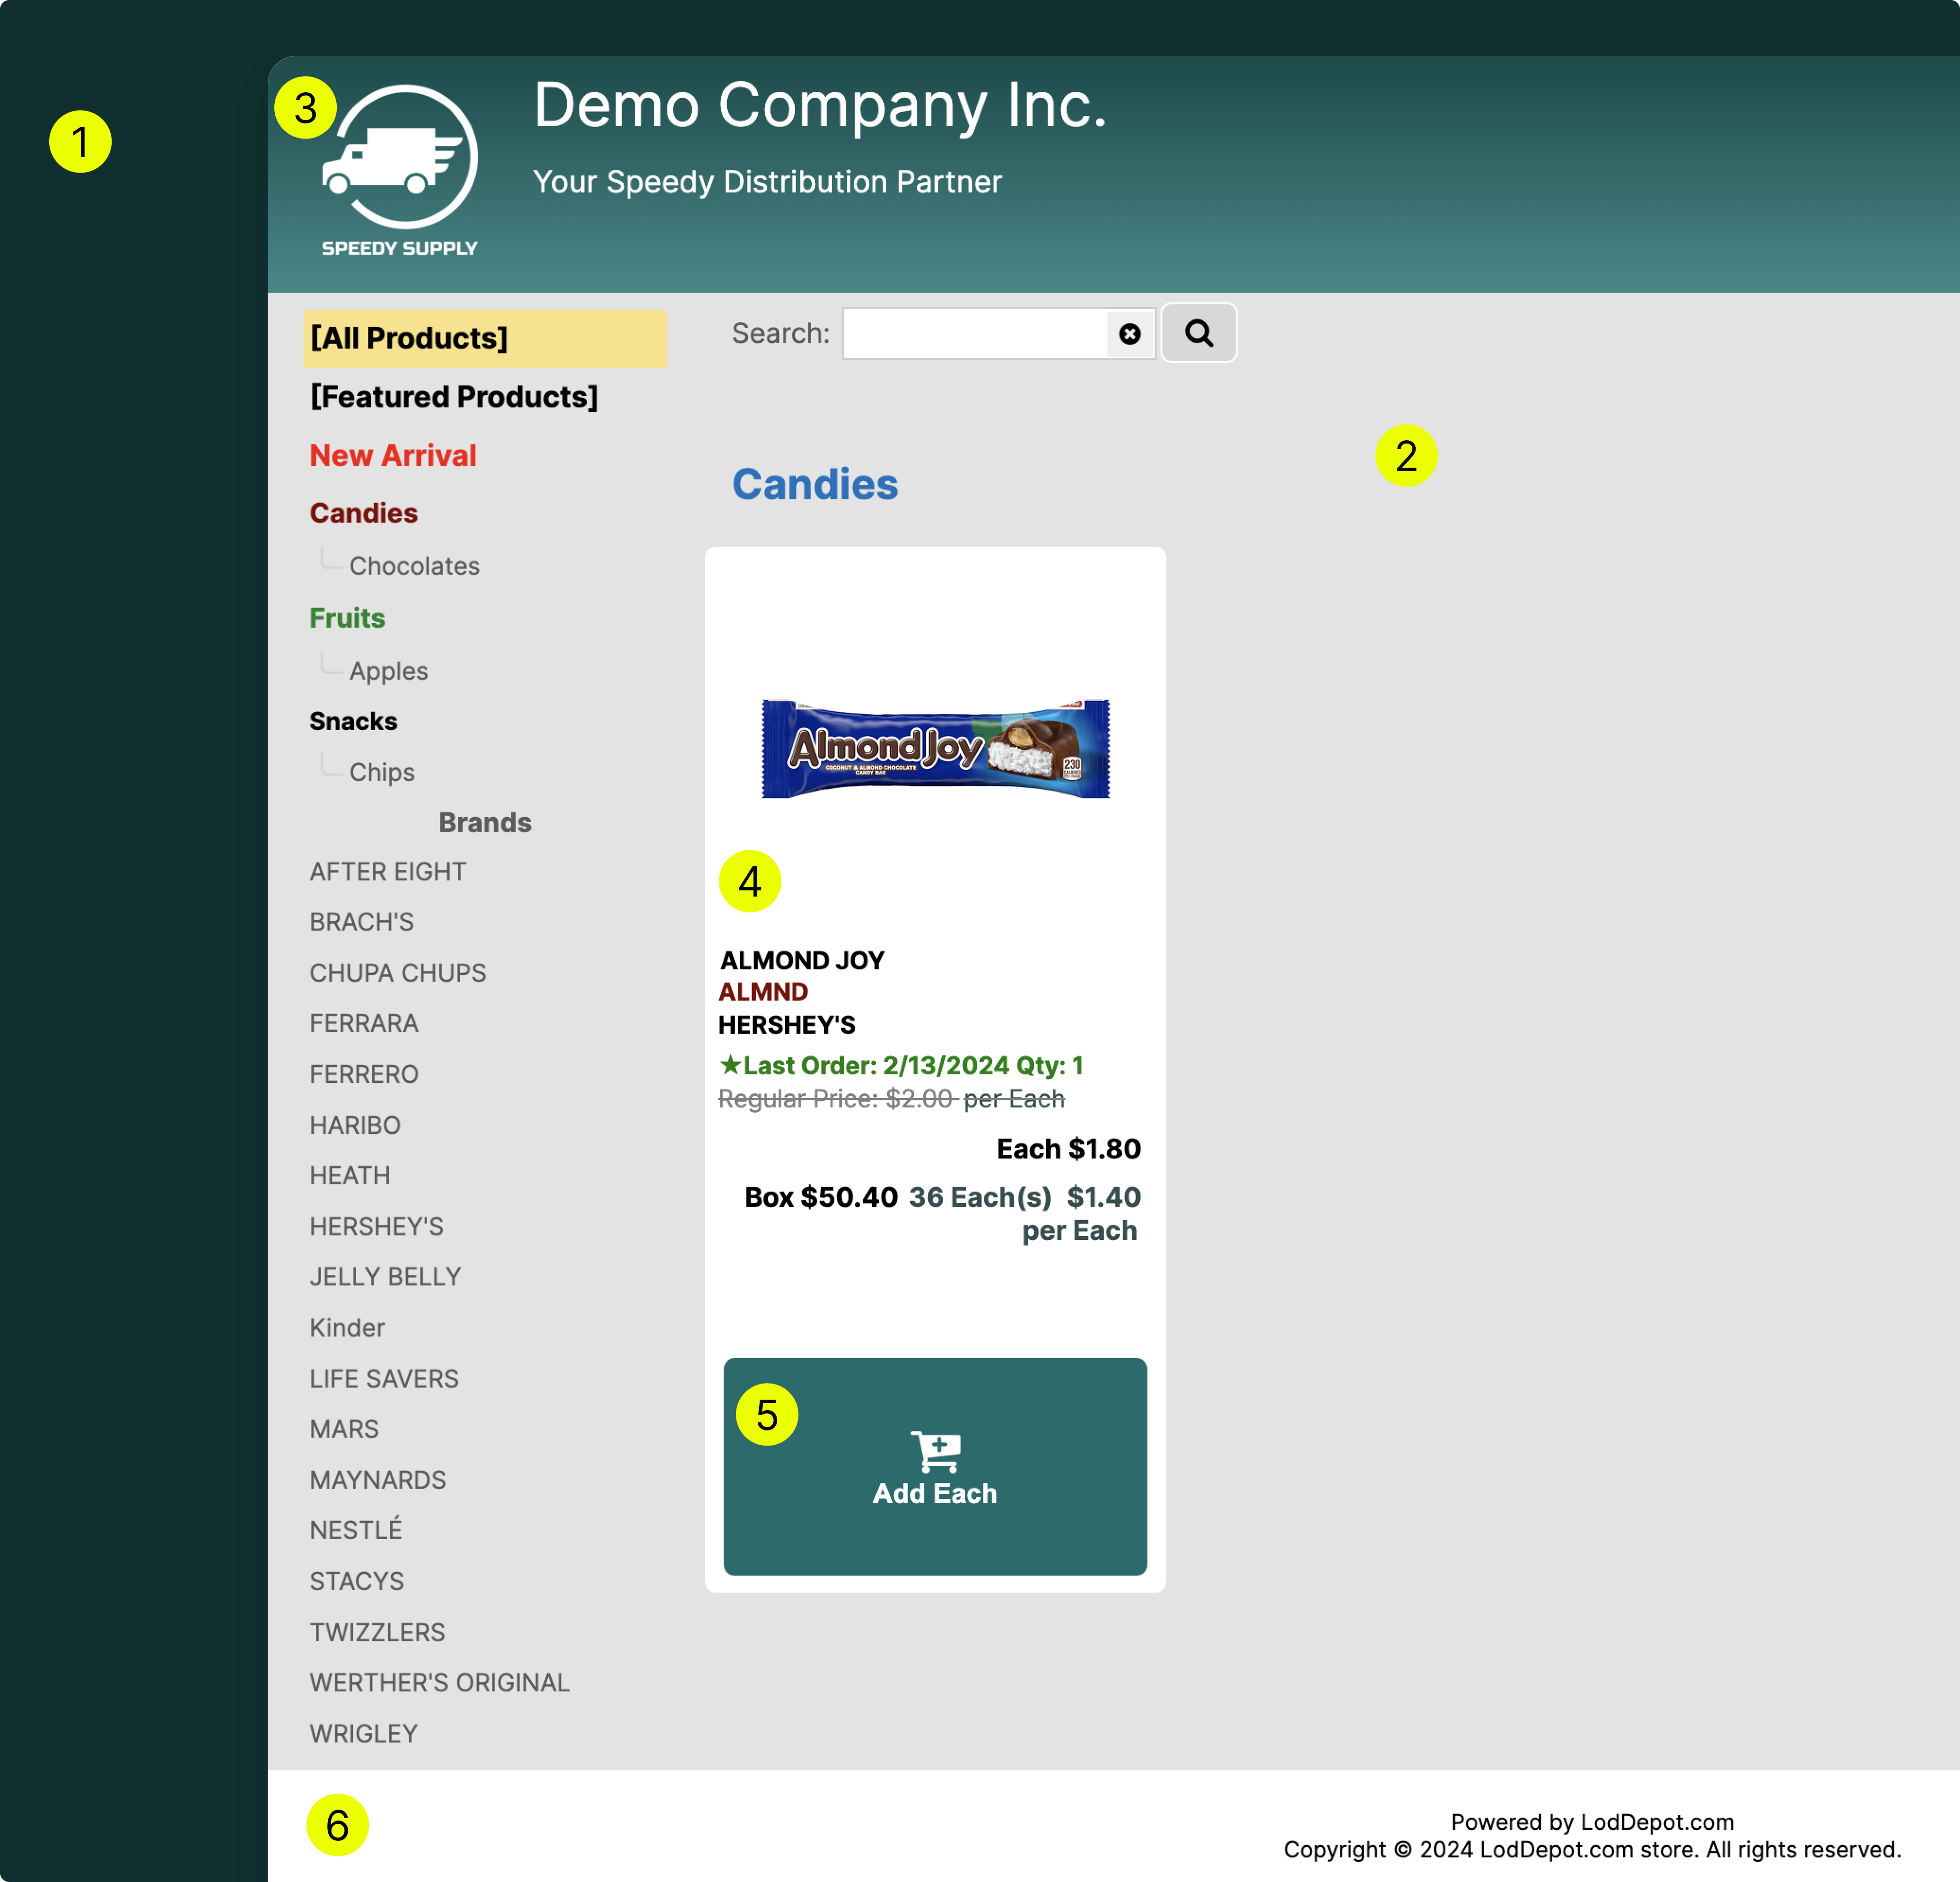 1
3
SPEEDY SUPPLY
Demo Company Inc.
Your Speedy Distribution Partner
[All Products]
[Featured Products]
New Arrival
Candies
Chocolates
Fruits
Apples
Snacks
Chips
Brands
AFTER EIGHT
BRACH'S
CHUPA CHUPS
FERRARA
FERRERO
HARIBO
HEATH
HERSHEY'S
JELLY BELLY
Kinder
LIFE SAVERS
MARS
MAYNARDS
NESTLÉ
STACYS
TWIZZLERS
WERTHER'S ORIGINAL
WRIGLEY
Search:
2
Candies
Almond Joy
COCONUT & ALMOND CHOCOLATE
CANDY BAR
230
4
ALMOND JOY
ALMND
HERSHEY'S
★Last Order: 2/13/2024 Qty: 1
Regular Price: $2.00 per Each
Each $1.80
Box $50.40 36 Each(s) $1.40
per Each
5
Add Each
6
Powered by LodDepot.com
Copyright © 2024 LodDepot.com store. All rights reserved.